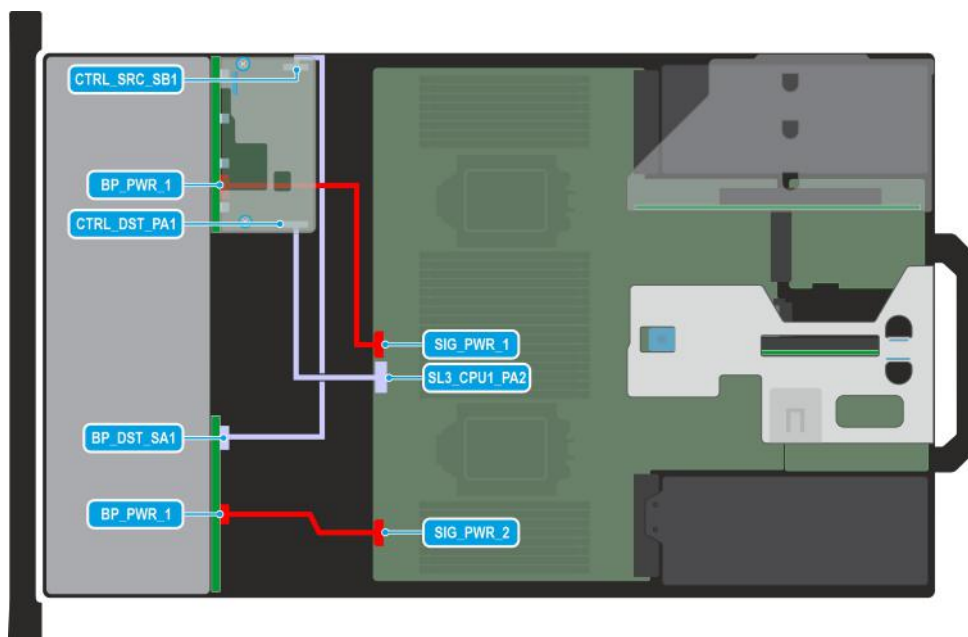 CTRL_SRC_SB1
BP_PWR_1
CTRL_DST_PA1
SIG_PWR_1
SL3_CPU1_PA2
BP_DST_SA1
BP_PWR_1
SIG_PWR_2